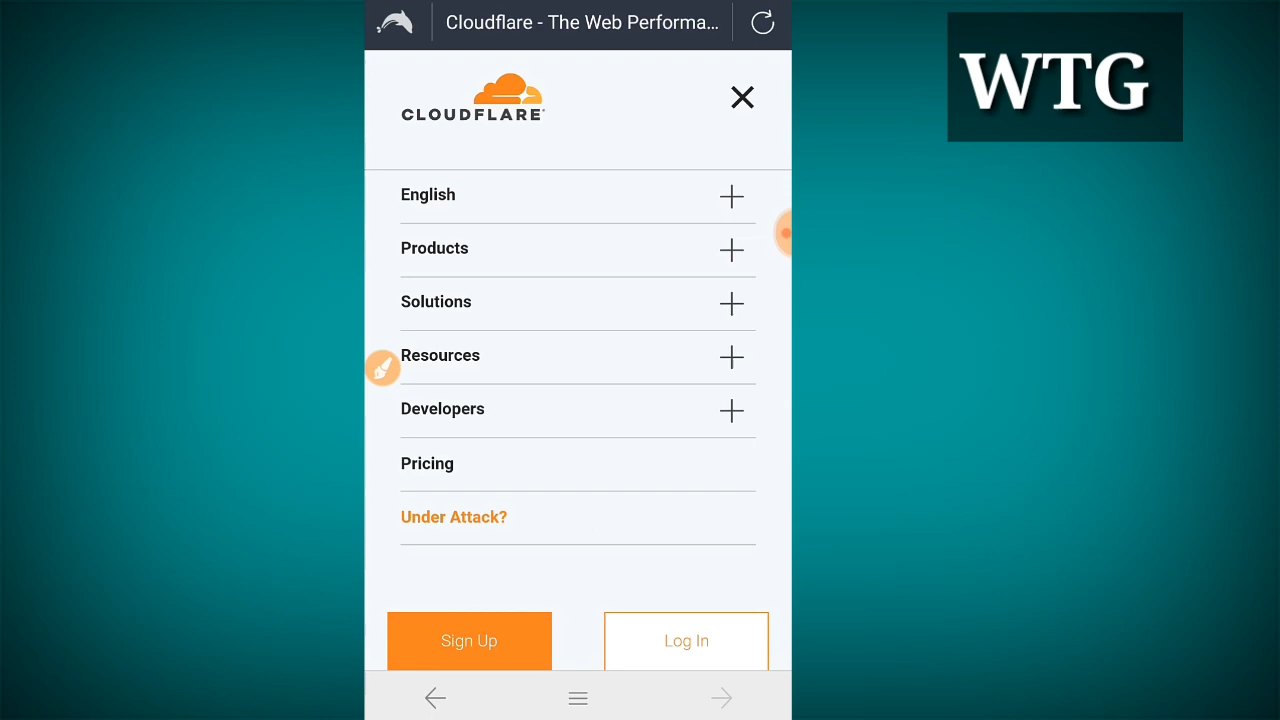 Cloudflare - The Web Performa...
WTG
CLOUDFLARE
English
Products
Solutions
Resources
Developers
Pricing
Under Attack?
Sign Up
Log In